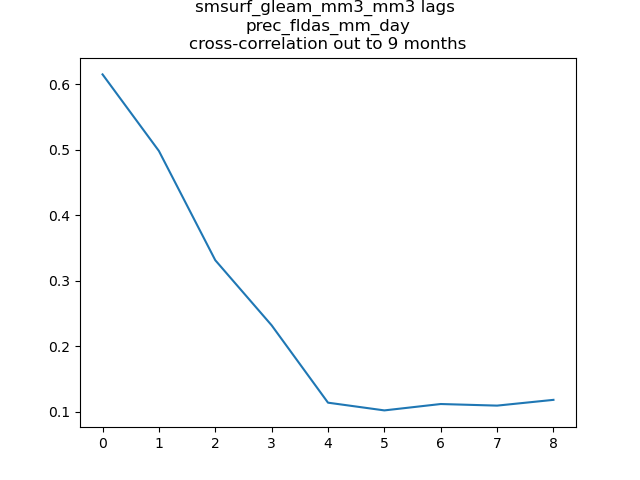 smsurf_gleam_mm3_mm3 lags
prec_fldas_mm_day
cross-correlation out to 9 months
0.6
0.5
0.4
0.3
0.2
0.1
0 1 2 3 4 5 6 7 8